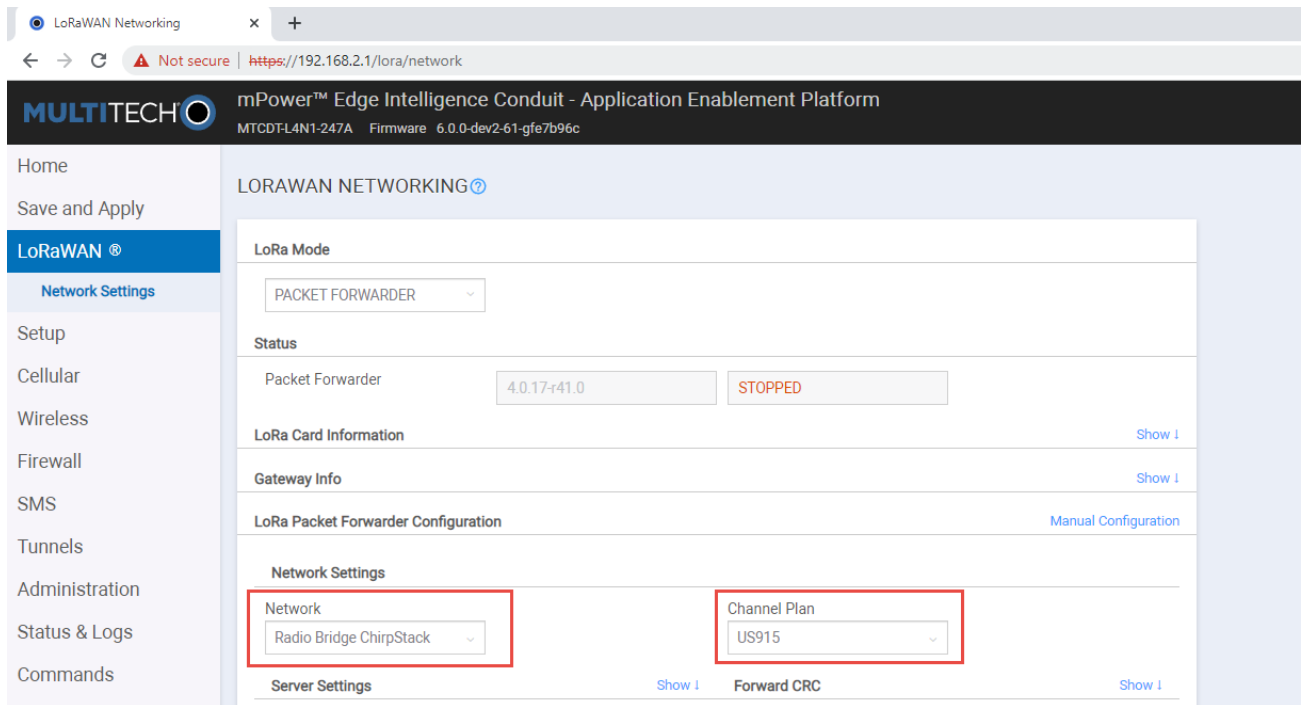 LoRaWAN Networking
Not secure | https://192.168.2.1/lora/network
MULTITECH
mPower™ Edge Intelligence Conduit - Application Enablement Platform
MTCDT-L4N1-247A Firmware 6.0.0-dev2-61-gfe7b96c
Home
Save and Apply
LoRaWAN ®
Network Settings
Setup
Cellular
Wireless
Firewall
SMS
Tunnels
Administration
Status & Logs
Commands
LORAWAN NETWORKING
LoRa Mode
PACKET FORWARDER
Status
Packet Forwarder 4.0.17-r41.0 STOPPED
LoRa Card Information Show ↓
Gateway Info Show ↓
LoRa Packet Forwarder Configuration Manual Configuration
Network Settings
Network Channel Plan
Radio Bridge ChirpStack US915
Server Settings Show ↓ Forward CRC Show ↓